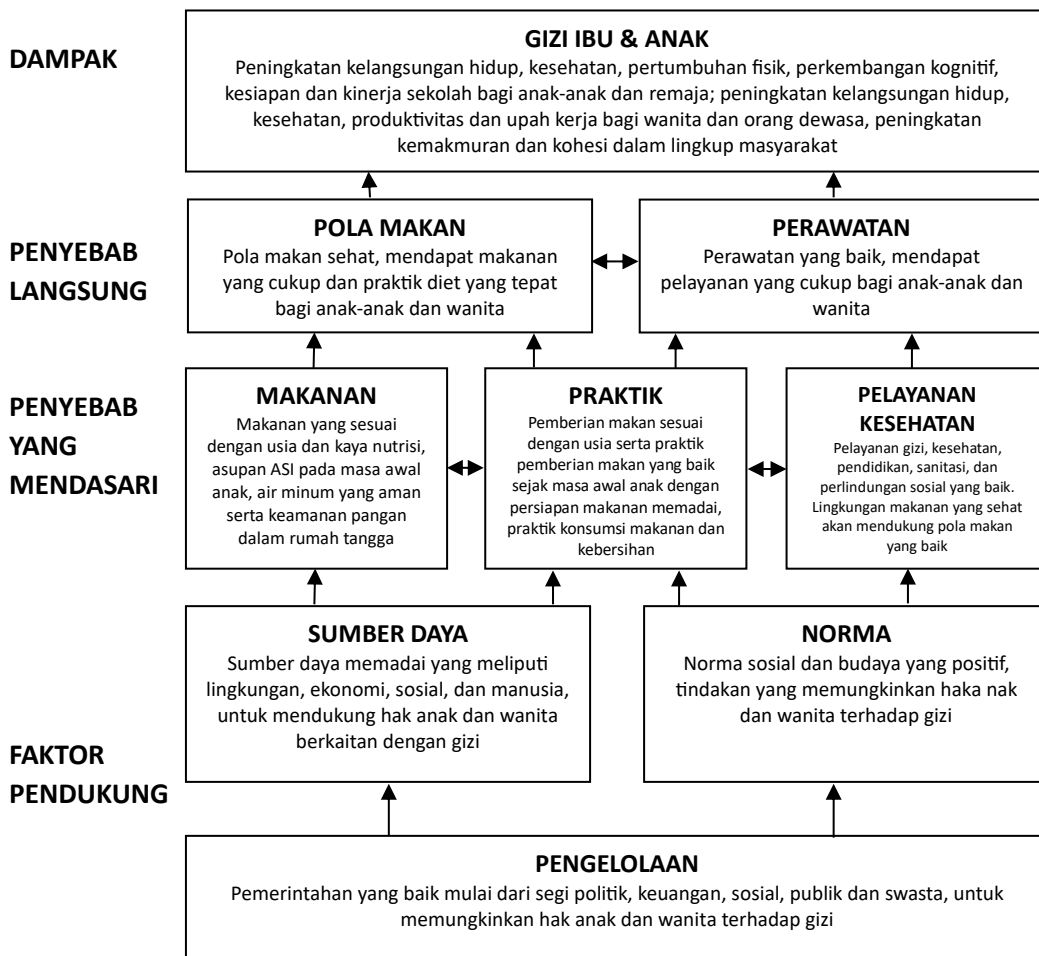 DAMPAK
GIZI IBU & ANAK
Peningkatan kelangsungan hidup, kesehatan, pertumbuhan fisik, perkembangan kognitif,
kesiapan dan kinerja sekolah bagi anak-anak dan remaja; peningkatan kelangsungan hidup,
kesehatan, produktivitas dan upah kerja bagi wanita dan orang dewasa, peningkatan
kemakmuran dan kohesi dalam lingkup masyarakat
PENYEBAB
LANGSUNG
POLA MAKAN
Pola makan sehat, mendapat makanan
yang cukup dan praktik diet yang tepat
bagi anak-anak dan wanita
PERAWATAN
Perawatan yang baik, mendapat
pelayanan yang cukup bagi anak-anak dan
wanita
PENYEBAB
YANG
MENDASARI
MAKANAN
Makanan yang sesuai
dengan usia dan kaya nutrisi,
asupan ASI pada masa awal
anak, air minum yang aman
serta keamanan pangan
dalam rumah tangga
PRAKTIK
Pemberian makan sesuai
dengan usia serta praktik
pemberian makan yang baik
sejak masa awal anak dengan
persiapan makanan memadai,
praktik konsumsi makanan dan
kebersihan
PELAYANAN
KESEHATAN
Pelayanan gizi, kesehatan,
pendidikan, sanitasi, dan
perlindungan sosial yang baik.
Lingkungan makanan yang sehat
akan mendukung pola makan
yang baik
FAKTOR
PENDUKUNG
SUMBER DAYA
Sumber daya memadai yang meliputi
lingkungan, ekonomi, sosial, dan manusia,
untuk mendukung hak anak dan wanita
berkaitan dengan gizi
NORMA
Norma sosial dan budaya yang positif,
tindakan yang memungkinkan haka nak
dan wanita terhadap gizi
PENGELOLAAN
Pemerintahan yang baik mulai dari segi politik, keuangan, sosial, publik dan swasta, untuk
memungkinkan hak anak dan wanita terhadap gizi